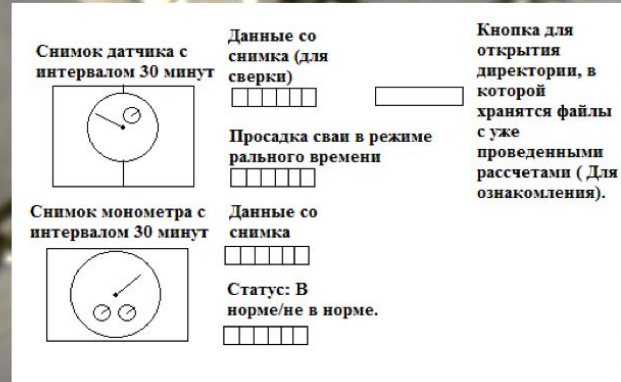 Снимок датчика с
интервалом 30 минут
Данные со
снимка (для
сверки)
Просадка сваи в режиме
рального времени
Кнопка для
открытия
директории, в
которой
хранятся файлы
с уже
проведенными
рассчетами ( Для
ознакомления).
Снимок монометра с
интервалом 30 минут
Данные со
снимка
Статус: В
норме/не в норме.